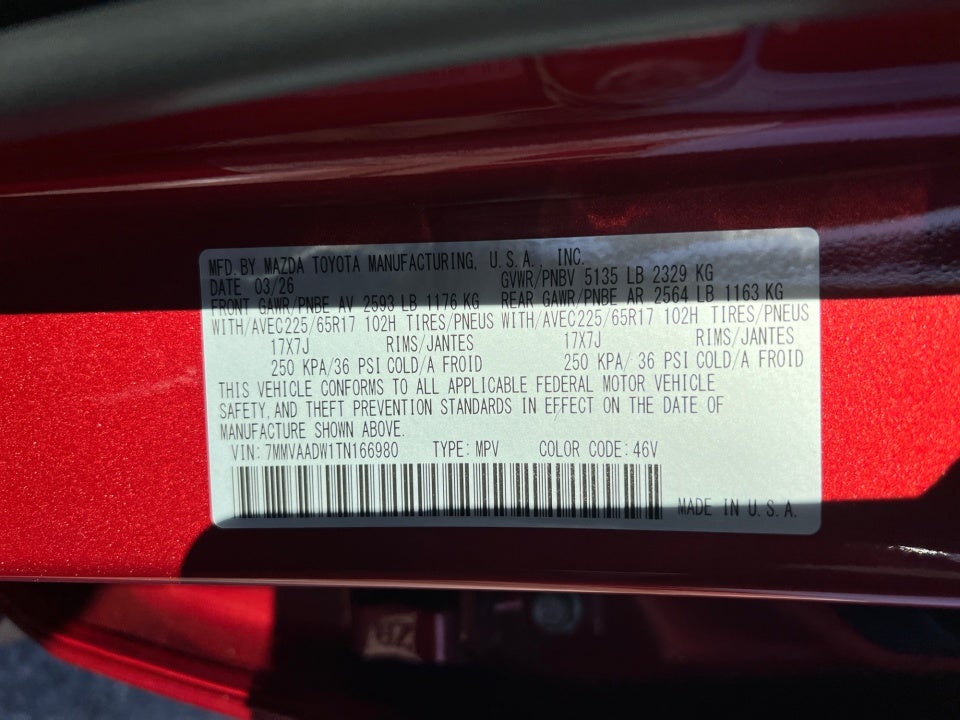 MFD. BY MAZDA TOYOTA MANUFACTURING, U.S.A., INC.
DATE 03/26 GVWR/PNBV 5135 LB 2329 KG
FRONT GAWR/PNBE AV 2593 LB 1176 KG REAR GAWR/PNBE AR 2564 LB 1163 KG
WITH/AVEC225/65R17 102H TIRES/PNEUS WITH/AVEC225/65R17 102H TIRES/PNEUS
17X7J RIMS/JANTES 17X7J RIMS/JANTES
250 KPA/36 PSI COLD/A FROID 250 KPA/ 36 PSI COLD/A FROID
THIS VEHICLE CONFORMS TO ALL APPLICABLE FEDERAL MOTOR VEHICLE
SAFETY, AND THEFT PREVENTION STANDARDS IN EFFECT ON THE DATE OF
MANUFACTURE SHOWN ABOVE.
VIN: 7MMVAADW1TN166980 TYPE: MPV COLOR CODE: 46V
MADE IN U.S.A.